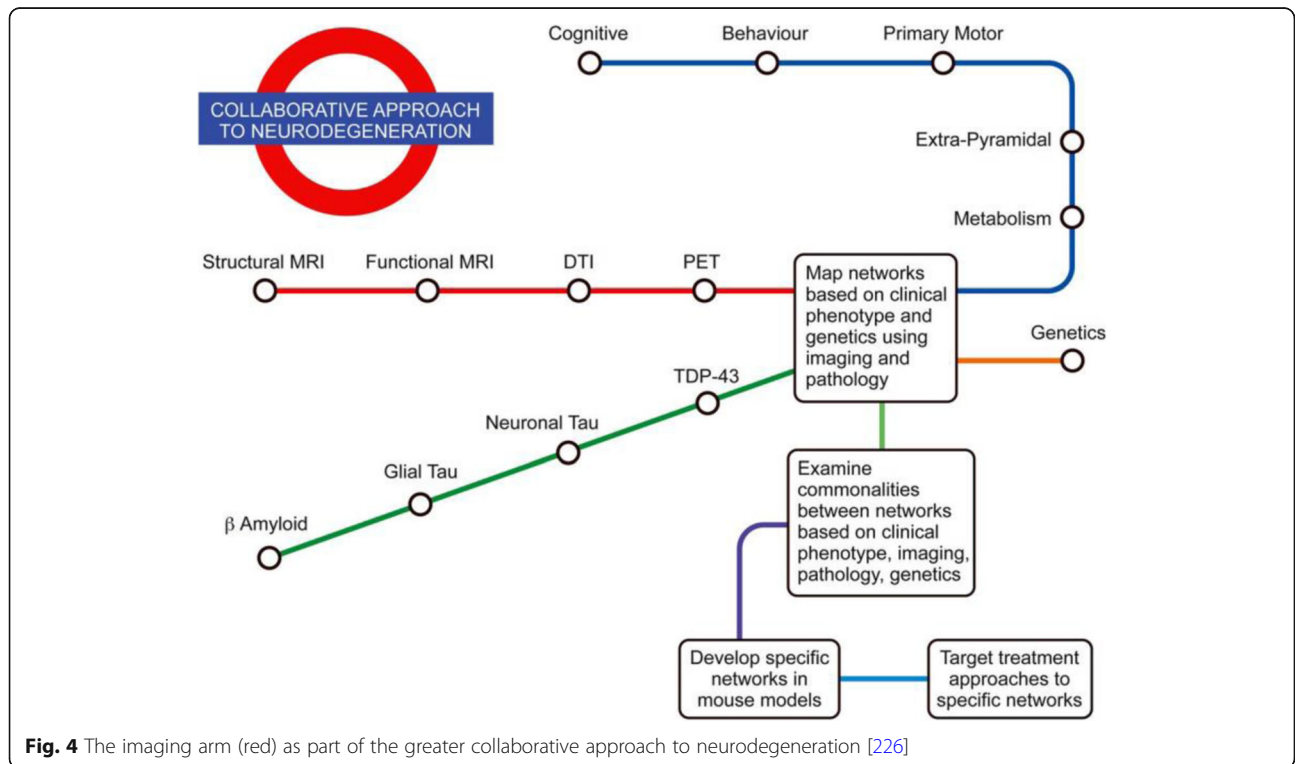 COLLABORATIVE APPROACH
TO NEURODEGENERATION
Cognitive
Behaviour
Primary Motor
Extra-Pyramidal
Metabolism
Structural MRI
Functional MRI
DTI
PET
Map networks
based on clinical
phenotype and
genetics using
imaging and
pathology
Genetics
TDP-43
Neuronal Tau
Glial Tau
β Amyloid
Examine
commonalities
between networks
based on clinical
phenotype, imaging,
pathology, genetics
Develop specific
networks in
mouse models
Target treatment
approaches to
specific networks
Fig. 4 The imaging arm (red) as part of the greater collaborative approach to neurodegeneration [226]